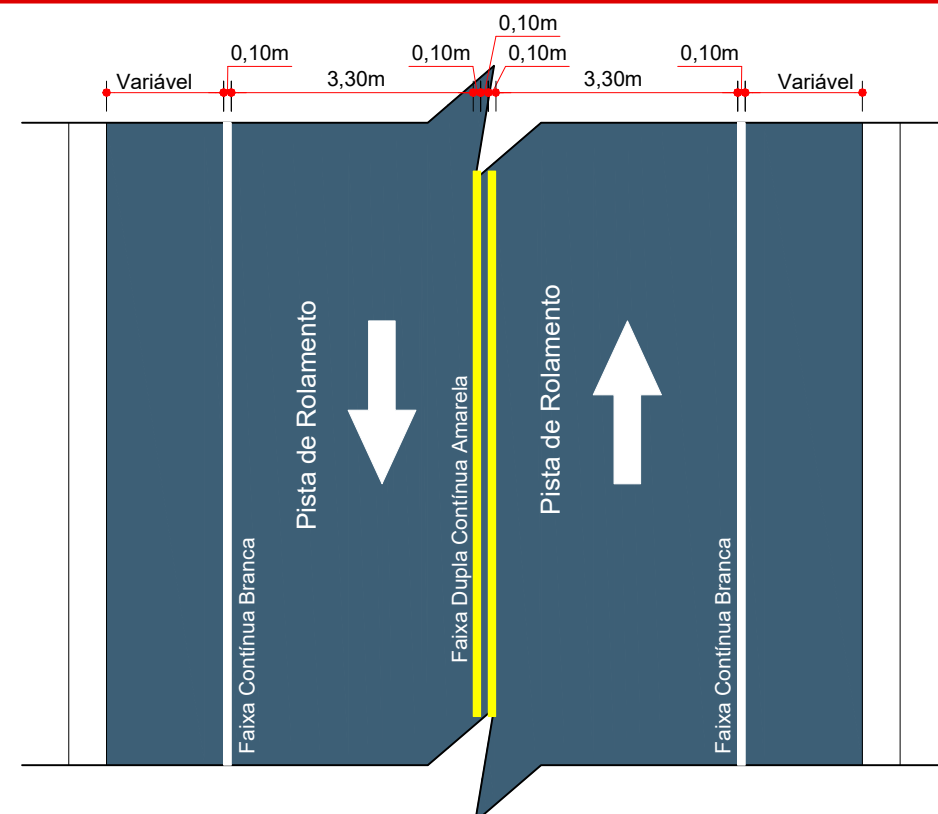 0,10m
0,10m
0,10m
0,10m
0,10m
Variável
3,30m
3,30m
Variável
Pista de Rolamento
Pista de Rolamento
Faixa Dupla Contínua Amarela
Faixa Contínua Branca
Faixa Contínua Branca